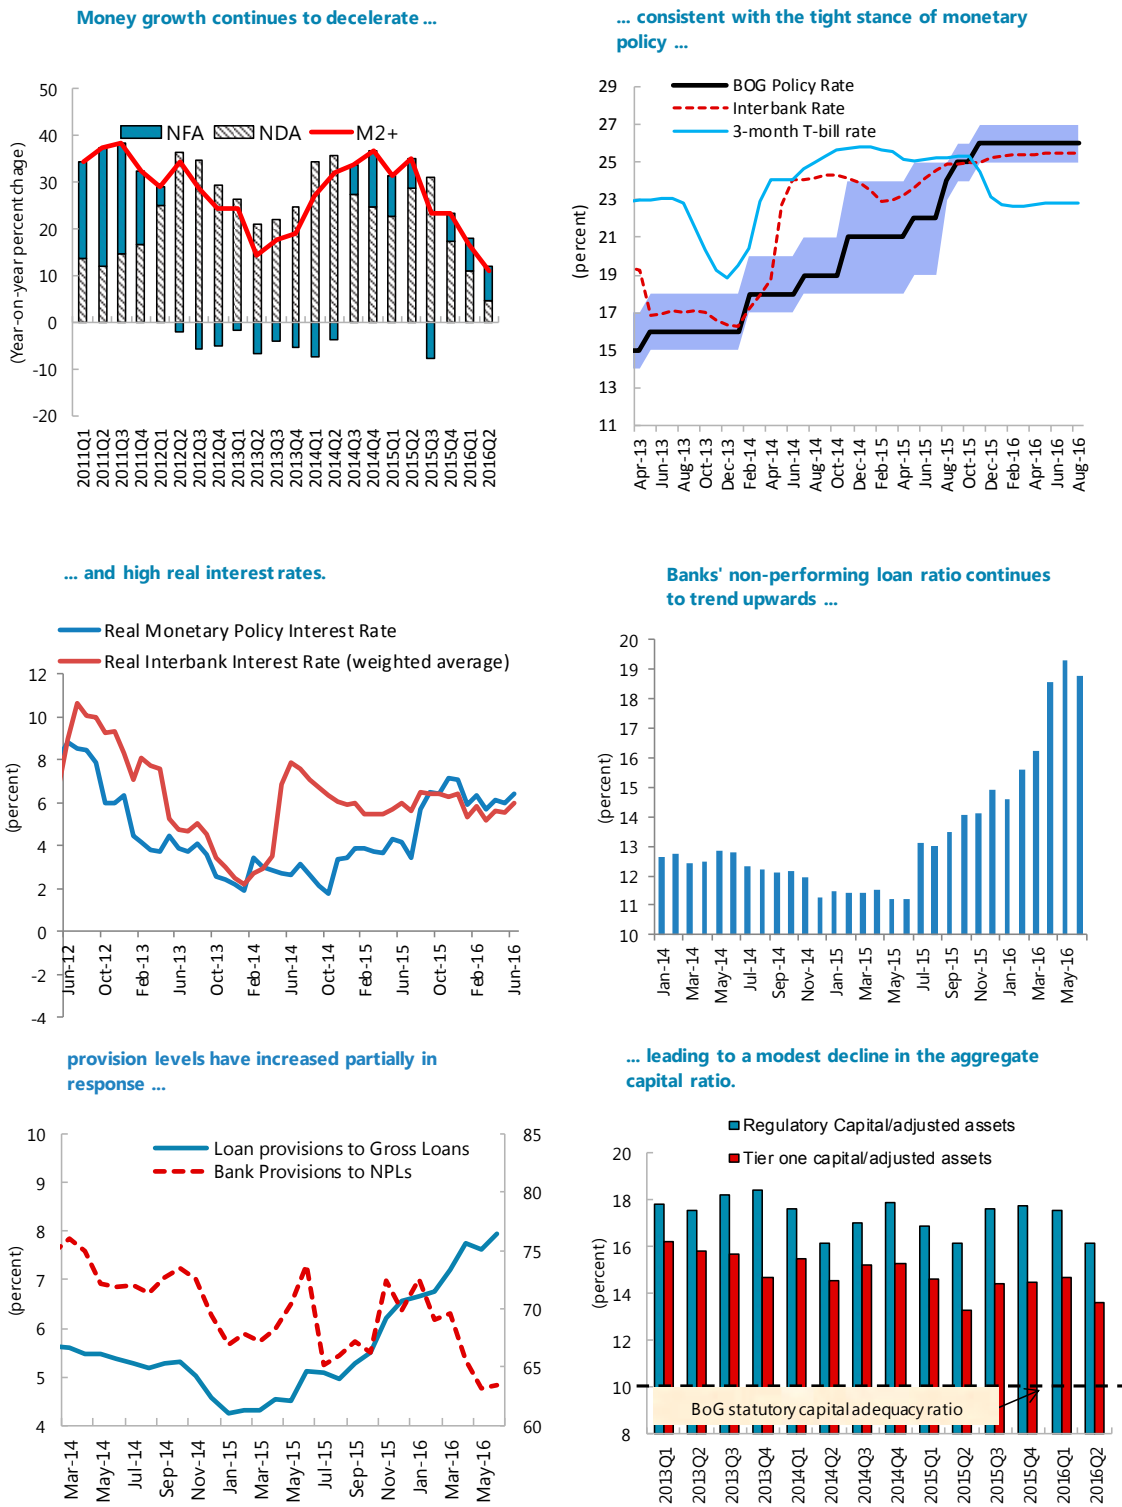 Money growth continues to decelerate ...
50
40
30
20
10
0
-10
-20
(Year-on-year percent chage)
NFA NDA M2+
2011Q1 2011Q2 2011Q3 2011Q4 2012Q1 2012Q2 2012Q3 2012Q4 2013Q1 2013Q2 2013Q3 2013Q4 2014Q1 2014Q2 2014Q3 2014Q4 2015Q1 2015Q2 2015Q3 2015Q4 2016Q1 2016Q2
... consistent with the tight stance of monetary
policy ...
29
27
25
23
21
19
17
15
13
11
(percent)
BOG Policy Rate
Interbank Rate
3-month T-bill rate
Apr-13 Jun-13 Aug-13 Oct-13 Dec-13 Feb-14 Apr-14 Jun-14 Aug-14 Oct-14 Dec-14 Feb-15 Apr-15 Jun-15 Aug-15 Oct-15 Dec-15 Feb-16 Apr-16 Jun-16 Aug-16
... and high real interest rates.
Real Monetary Policy Interest Rate
Real Interbank Interest Rate (weighted average)
12
10
8
6
4
2
0
-2
-4
(percent)
Jun-12 Oct-12 Feb-13 Jun-13 Oct-13 Feb-14 Jun-14 Oct-14 Feb-15 Jun-15 Oct-15 Feb-16 Jun-16
Banks' non-performing loan ratio continues
to trend upwards ...
20
19
18
17
16
15
14
13
12
11
10
(percent)
Jan-14 Mar-14 May-14 Jul-14 Sep-14 Nov-14 Jan-15 Mar-15 May-15 Jul-15 Sep-15 Nov-15 Jan-16 Mar-16 May-16
provision levels have increased partially in
response ...
10
9
8
7
6
5
4
(percent)
Loan provisions to Gross Loans
Bank Provisions to NPLs
85
80
75
70
65
60
Mar-14 May-14 Jul-14 Sep-14 Nov-14 Jan-15 Mar-15 May-15 Jul-15 Sep-15 Nov-15 Jan-16 Mar-16 May-16
... leading to a modest decline in the aggregate
capital ratio.
Regulatory Capital/adjusted assets
Tier one capital/adjusted assets
20
18
16
14
12
10
8
(percent)
BoG statutory capital adequacy ratio
2013Q1 2013Q2 2013Q3 2013Q4 2014Q1 2014Q2 2014Q3 2014Q4 2015Q1 2015Q2 2015Q3 2015Q4 2016Q1 2016Q2